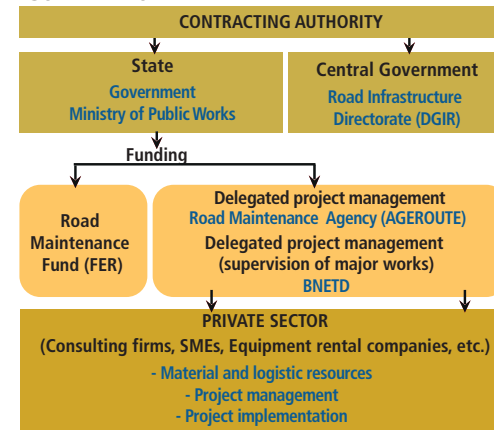 CONTRACTING AUTHORITY
State
Government
Ministry of Public Works
Central Government
Road Infrastructure
Directorate (DGIR)
Funding
Road
Maintenance
Fund (FER)
Delegated project management
Road Maintenance Agency (AGEROUTE)
Delegated project management
(supervision of major works)
BNETD
PRIVATE SECTOR
(Consulting firms, SMEs, Equipment rental companies, etc.)
- Material and logistic resources
- Project management
- Project implementation